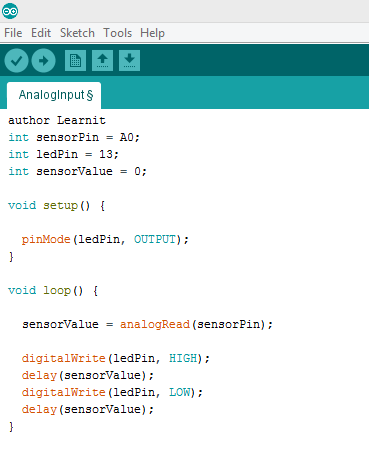 File Edit Sketch Tools Help
AnalogInput §
author Learnit
int sensorPin = A0;
int ledPin = 13;
int sensorValue = 0;
void setup() {
pinMode(ledPin, OUTPUT);
}
void loop() {
sensorValue = analogRead(sensorPin);
digitalWrite(ledPin, HIGH);
delay(sensorValue);
digitalWrite(ledPin, LOW);
delay(sensorValue);
}